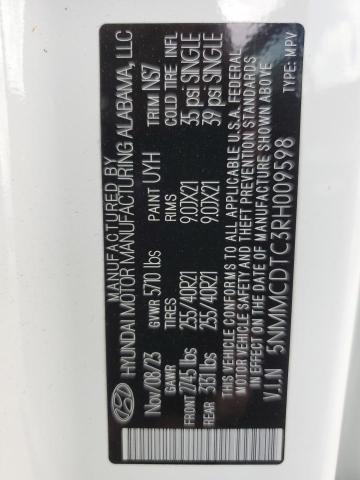 MANUFACTURED BY
HYUNDAI MOTOR MANUFACTURING ALABAMA, LLC
Nov/08/23 GVWR 5710 lbs PAINT UYH TRIM NS7
GAWR TIRES RIMS COLD TIRE INFL
FRONT 2745 lbs 255/40R21 9.0JX21 35 psi SINGLE
REAR 3151 lbs 255/40R21 9.0JX21 39 psi SINGLE
THIS VEHICLE CONFORMS TO ALL APPLICABLE U.S.A. FEDERAL
MOTOR VEHICLE SAFETY AND THEFT PREVENTION STANDARDS
IN EFFECT ON THE DATE OF MANUFACTURE SHOWN ABOVE
V.I.N 5NMMCDTC3RH009598 TYPE: MPV